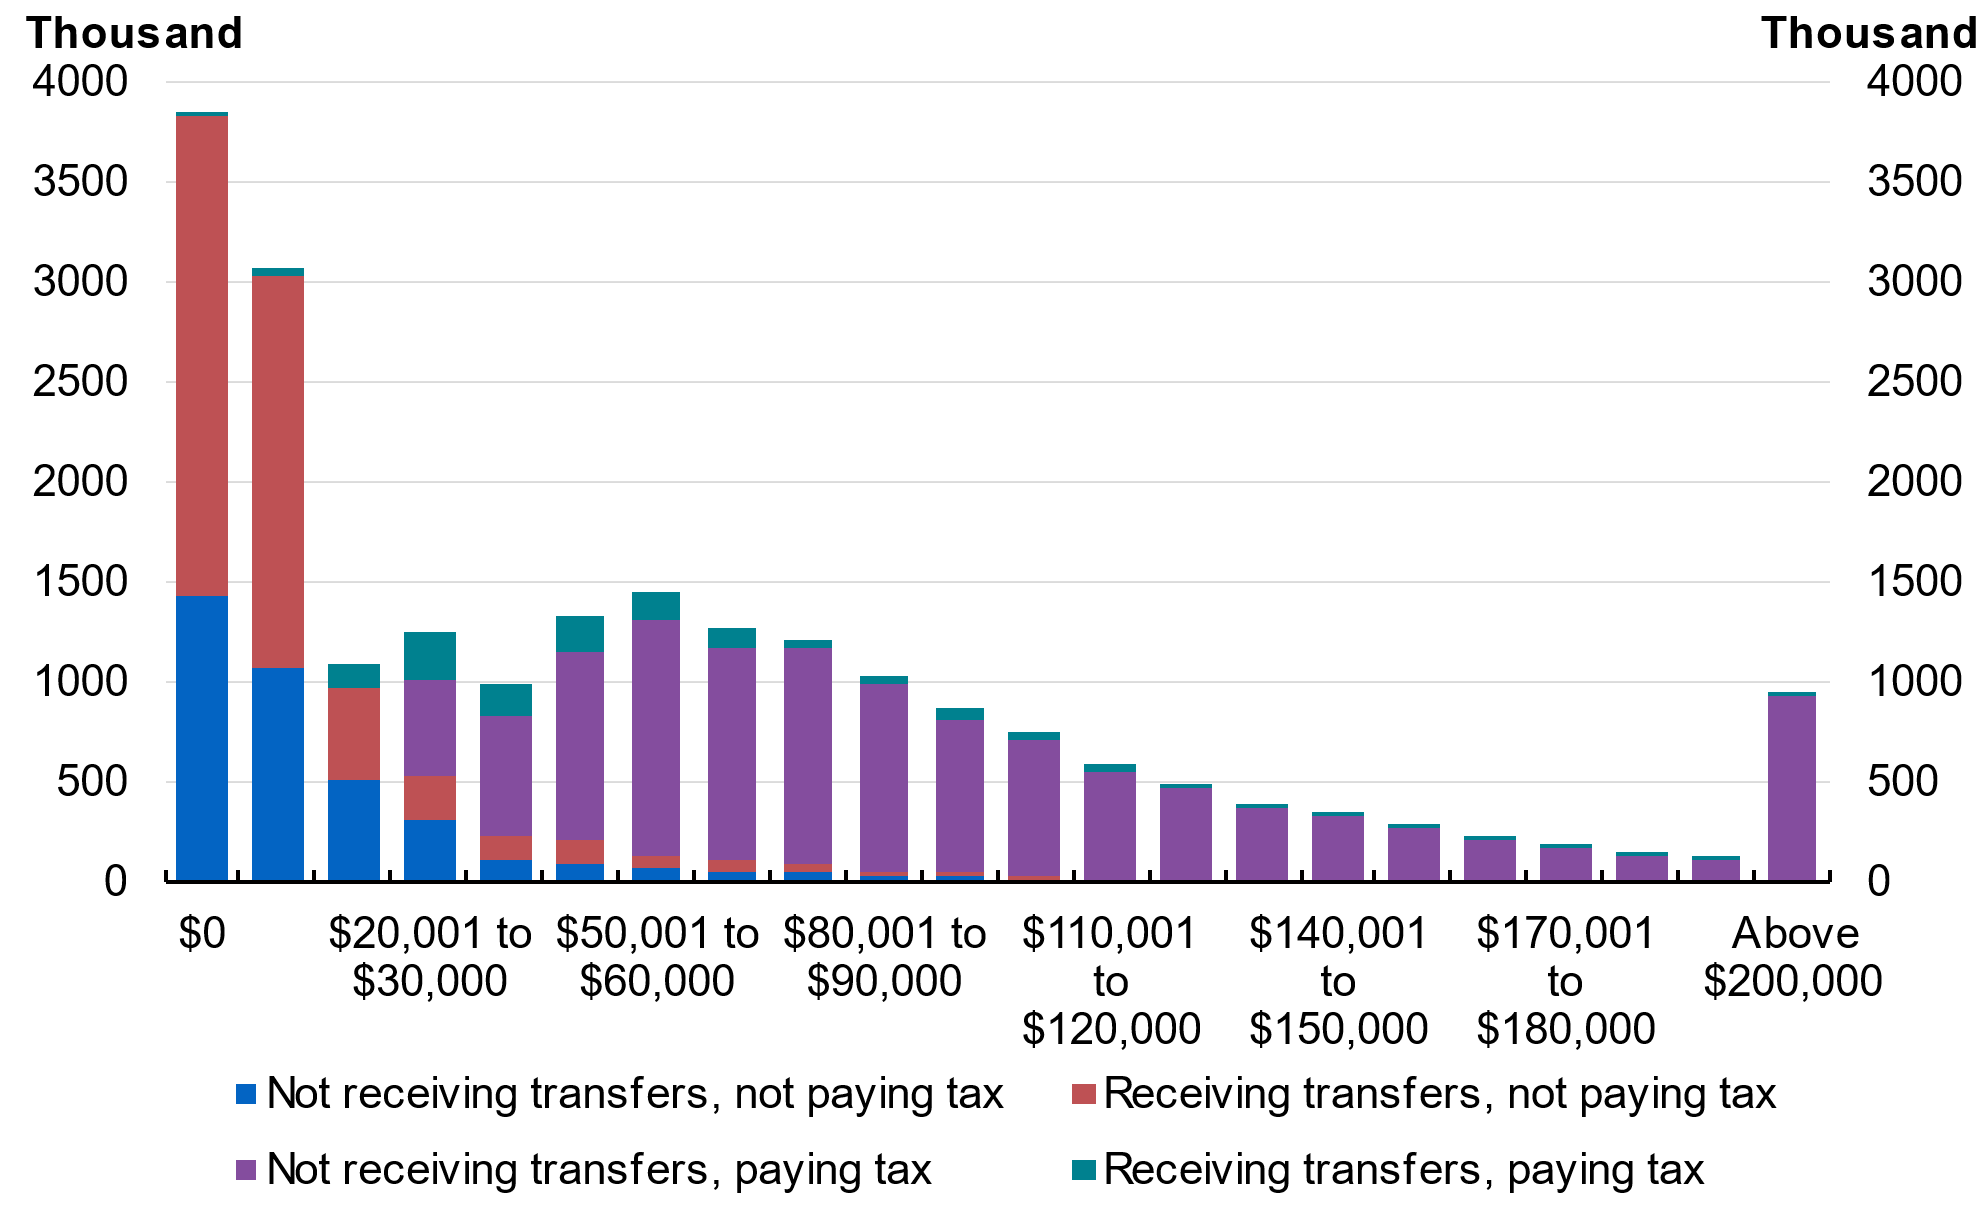 Thousand Thousand
4000 4000
3500 3500
3000 3000
2500 2500
2000 2000
1500 1500
1000 1000
500 500
0 0
$0 $20,001 to $50,001 to $80,001 to $110,001 $140,001 $170,001 Above
$30,000 $60,000 $90,000 to to to $200,000
$120,000 $150,000 $180,000
Not receiving transfers, not paying tax Receiving transfers, not paying tax
Not receiving transfers, paying tax Receiving transfers, paying tax